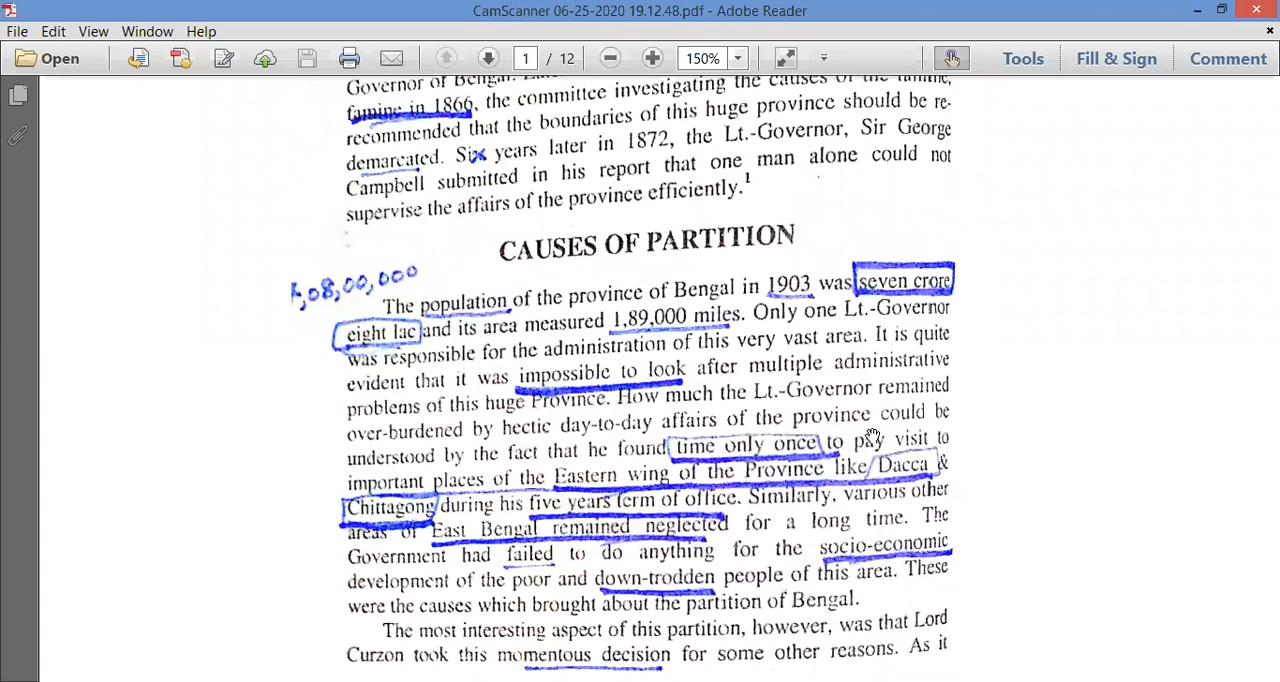 CamScanner 06-25-2020 19.12.48.pdf - Adobe Reader
File Edit View Window Help
Open 1 / 12 150% Tools Fill & Sign Comment
Governor of Bengal.
famine in 1866, the committee investigating the causes of the famine,
recommended that the boundaries of this huge province should be re-
demarcated. Six years later in 1872, the Lt.-Governor, Sir George
Campbell submitted in his report that one man alone could not
supervise the affairs of the province efficiently.1
CAUSES OF PARTITION
7,08,00,000
The population of the province of Bengal in 1903 was seven crore
eight lac and its area measured 1,89,000 miles. Only one Lt.-Governor
was responsible for the administration of this very vast area. It is quite
evident that it was impossible to look after multiple administrative
problems of this huge Province. How much the Lt.-Governor remained
over-burdened by hectic day-to-day affairs of the province could be
understood by the fact that he found time only once to pay visit to
important places of the Eastern wing of the Province like Dacca &
Chittagong during his five years term of office. Similarly, various other
areas of East Bengal remained neglected for a long time. The
Government had failed to do anything for the socio-economic
development of the poor and down-trodden people of this area. These
were the causes which brought about the partition of Bengal.
The most interesting aspect of this partition, however, was that Lord
Curzon took this momentous decision for some other reasons. As it